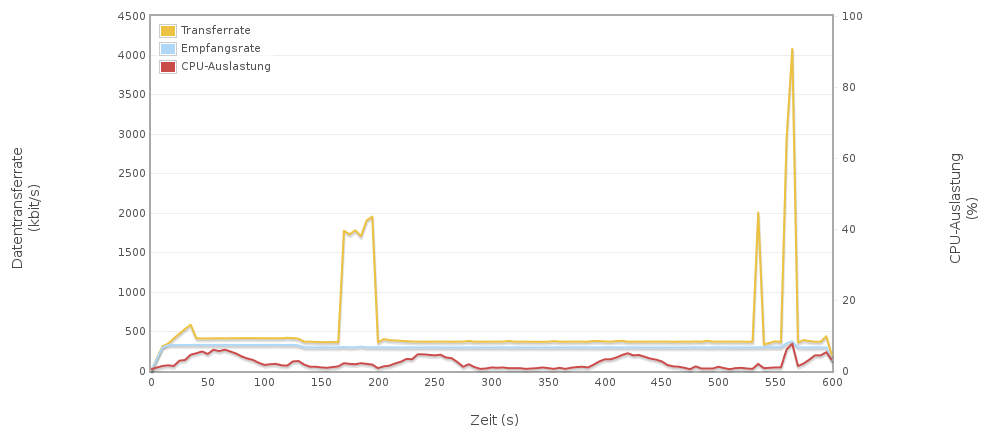 4500
4000
3500
3000
2500
2000
1500
1000
500
0
Datentransferrate
(kbit/s)
Transferrate
Empfangsrate
CPU-Auslastung
100
80
60
40
20
0
CPU-Auslastung
(%)
0 50 100 150 200 250 300 350 400 450 500 550 600
Zeit (s)